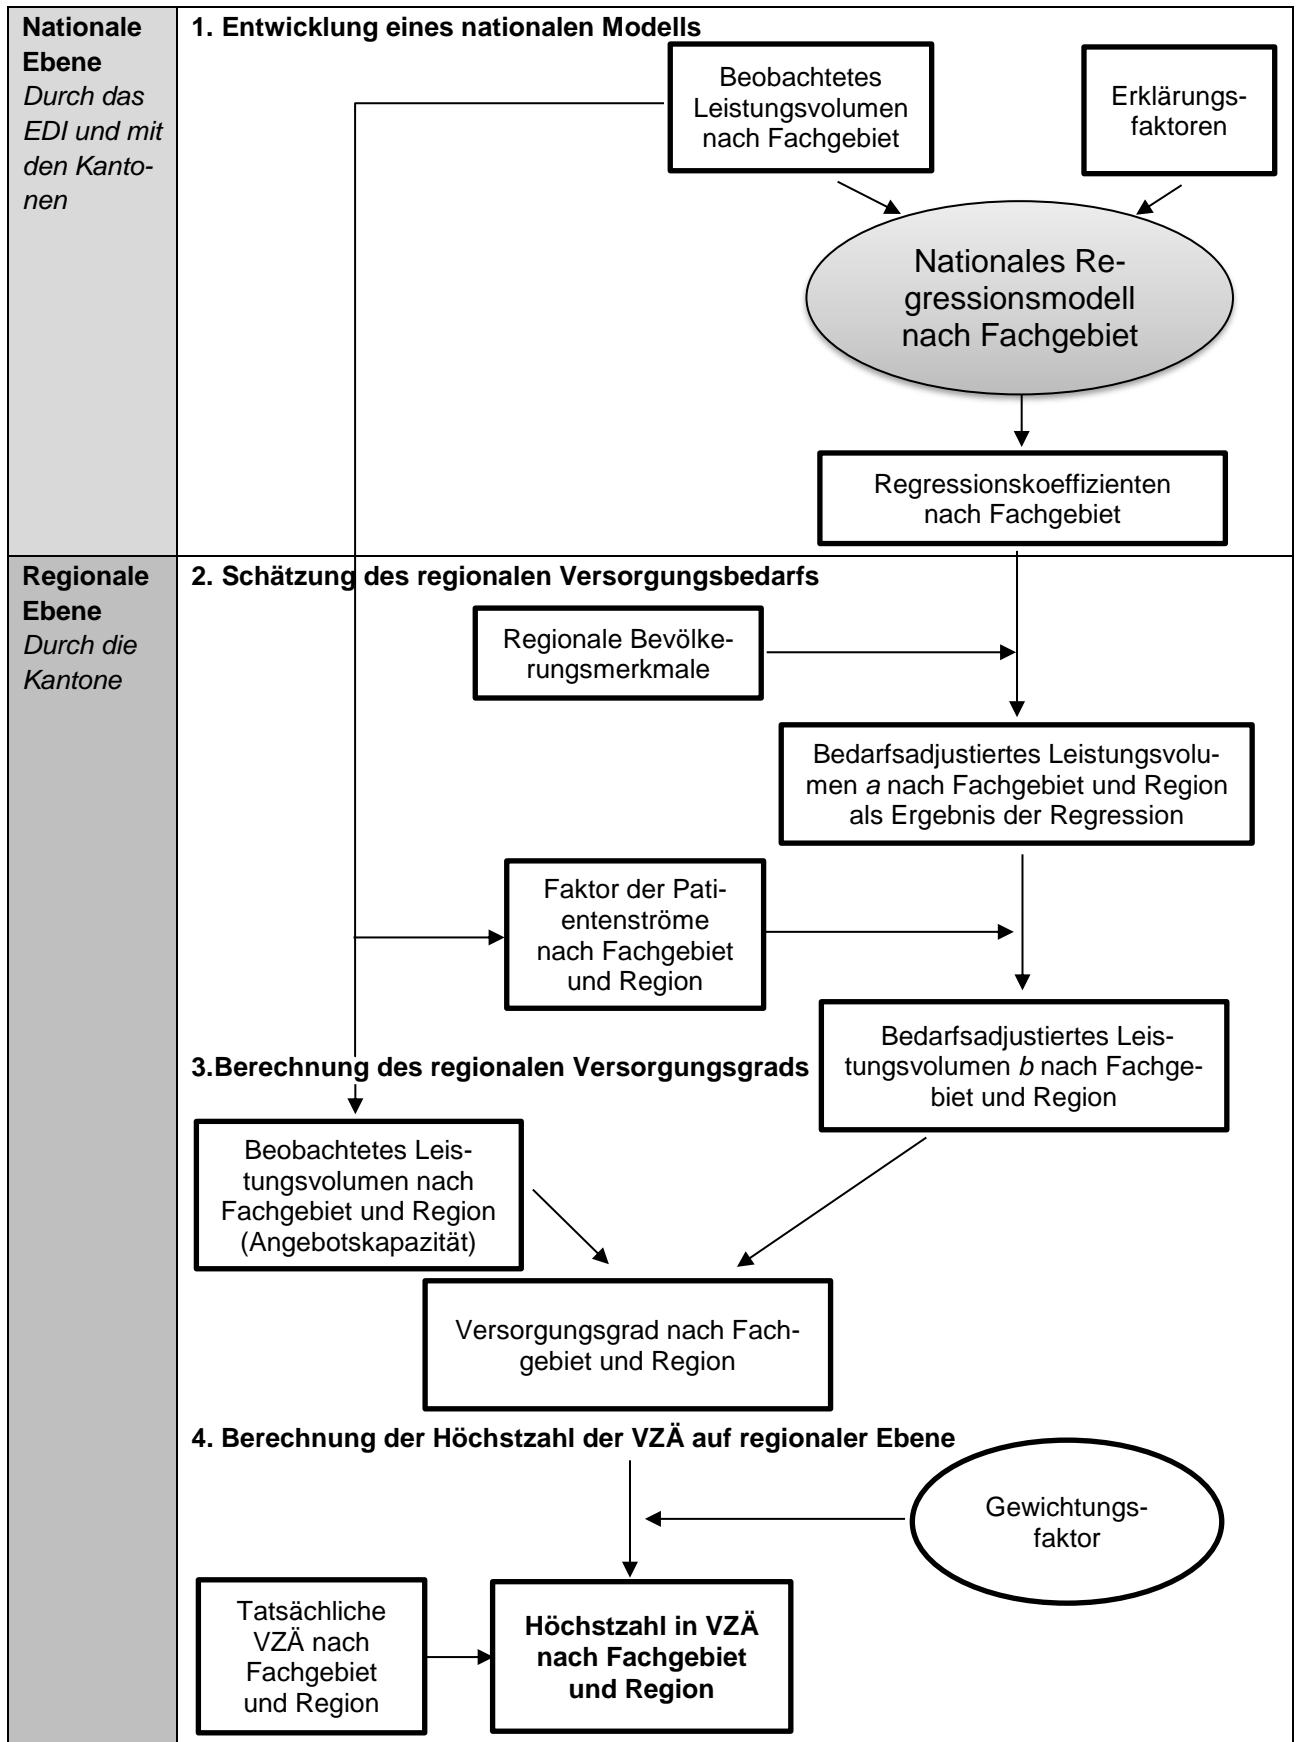 Nationale
Ebene
Durch das
EDI und mit
den Kanto-
nen
1. Entwicklung eines nationalen Modells
Beobachtetes
Leistungsvolumen
nach Fachgebiet
Erklärungs-
faktoren
Nationales Re-
gressionsmodell
nach Fachgebiet
Regressionskoeffizienten
nach Fachgebiet
Regionale
Ebene
Durch die
Kantone
2. Schätzung des regionalen Versorgungsbedarfs
Regionale Bevölke-
rungsmerkmale
Bedarfsadjustiertes Leistungsvolu-
men a nach Fachgebiet und Region
als Ergebnis der Regression
Faktor der Pati-
entenströme
nach Fachgebiet
und Region
Bedarfsadjustiertes Leis-
tungsvolumen b nach Fachge-
biet und Region
3.Berechnung des regionalen Versorgungsgrads
Beobachtetes Leis-
tungsvolumen nach
Fachgebiet und Region
(Angebotskapazität)
Versorgungsgrad nach Fach-
gebiet und Region
4. Berechnung der Höchstzahl der VZÄ auf regionaler Ebene
Gewichtungs-
faktor
Tatsächliche
VZÄ nach
Fachgebiet
und Region
Höchstzahl in VZÄ
nach Fachgebiet
und Region